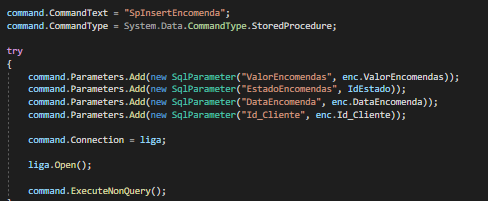 command.CommandText = "SpInsertEncomenda";
command.CommandType = System.Data.CommandType.StoredProcedure;
try
{
command.Parameters.Add(new SqlParameter("ValorEncomendas", enc.ValorEncomendas));
command.Parameters.Add(new SqlParameter("EstadoEncomendas", IdEstado));
command.Parameters.Add(new SqlParameter("DataEncomenda", enc.DataEncomenda));
command.Parameters.Add(new SqlParameter("Id_Cliente", enc.Id_Cliente));
command.Connection = liga;
liga.Open();
command.ExecuteNonQuery();